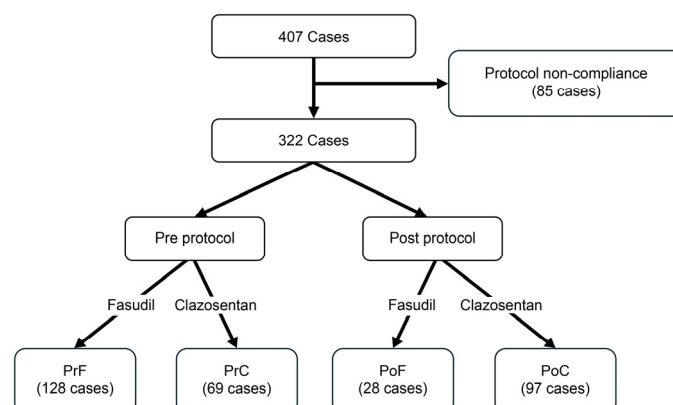 407 Cases
Protocol non-compliance
(85 cases)
322 Cases
Pre protocol
Post protocol
Fasudil
Clazosentan
Fasudil
Clazosentan
PrF
(128 cases)
PrC
(69 cases)
PoF
(28 cases)
PoC
(97 cases)